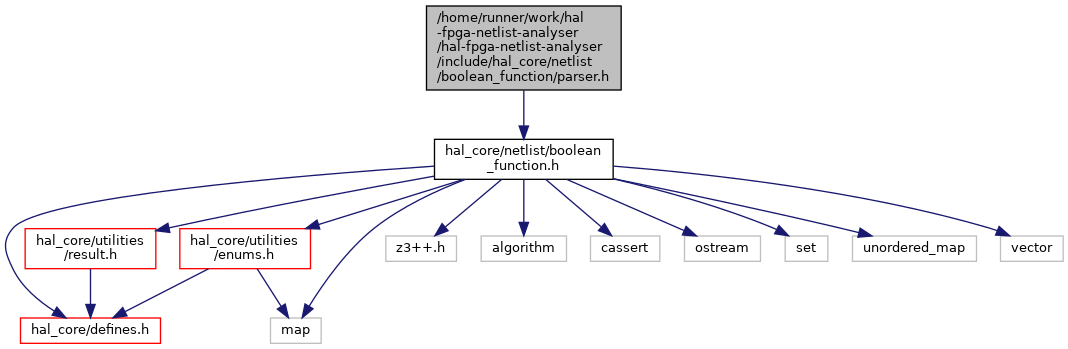 /home/runner/work/hal
-fpga-netlist-analyser
/hal-fpga-netlist-analyser
/include/hal_core/netlist
/boolean_function/parser.h
hal_core/netlist/boolean
_function.h
hal_core/utilities
/result.h
hal_core/utilities
/enums.h
z3++.h
algorithm
cassert
ostream
set
unordered_map
vector
hal_core/defines.h
map